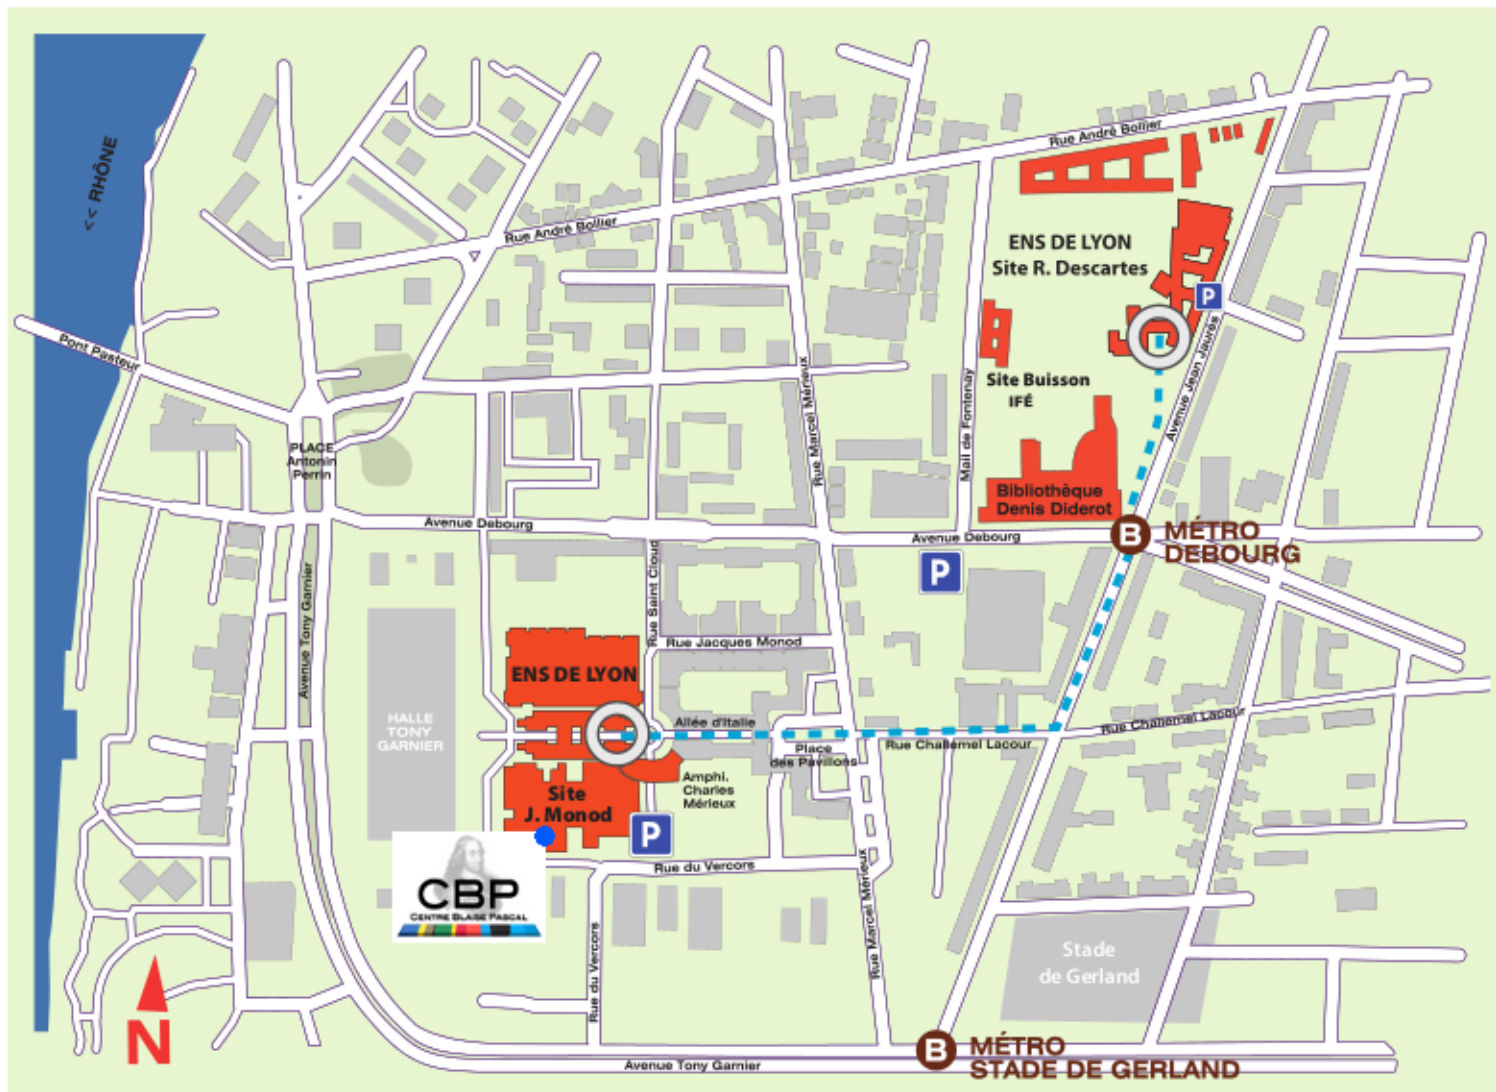 << RHÔNE
Rue André Bollier
Rue André Bollier
ENS DE LYON
Site R. Descartes
P
Pont Pasteur
Avenue Jean Jaurès
Rue Marcel Mérieux
Mail de Fontenay
Site Buisson
IFÉ
PLACE
Antonin
Perrin
Bibliothèque
Denis Diderot
Avenue Debourg
Avenue Debourg
B
MÉTRO
DEBOURG
P
Avenue Tony Garnier
Rue Saint Cloud
Rue Jacques Monod
ENS DE LYON
HALLE
TONY
GARNIER
Allée d'Italie
Place
des Pavillons
Rue Challemel Lacour
Rue Challemel Lacour
Amphi.
Charles
Mérieux
Site
J. Monod
P
Rue du Vercors
CBP
CENTRE BLAISE PASCAL
Rue du Vercors
Rue Marcel Mérieux
Stade
de Gerland
N
B
MÉTRO
STADE DE GERLAND
Avenue Tony Garnier